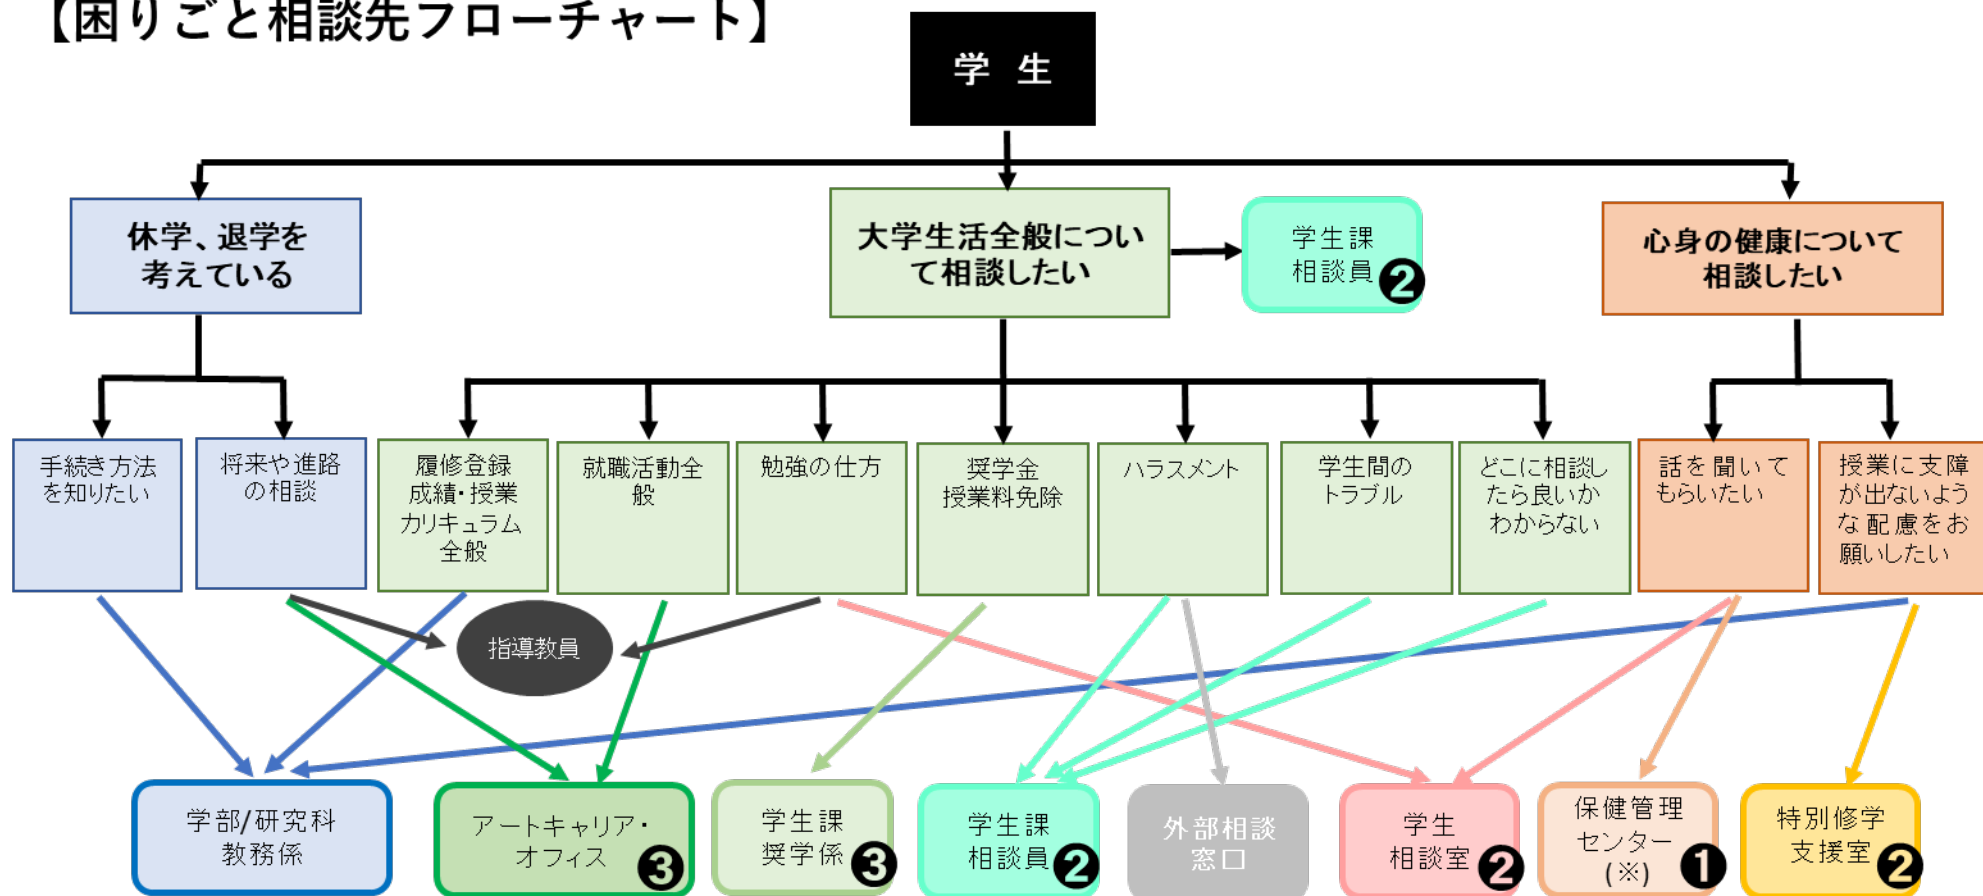 【困りごと相談先フローチャート】
学 生
休学、退学を
考えている
大学生活全般につい
て相談したい
学生課
相談員
❷
心身の健康について
相談したい
手続き方法
を知りたい
将来や進路
の相談
履修登録
成績・授業
カリキュラム
全般
就職活動全
般
勉強の仕方
奨学金
授業料免除
ハラスメント
学生間の
トラブル
どこに相談し
たら良いか
わからない
話を聞いて
もらいたい
授業に支障
が出ないよう
な配慮をお
願いしたい
指導教員
学部/研究科
教務係
アートキャリア・
オフィス
❸
学生課
奨学係
❸
学生課
相談員
❷
外部相談
窓口
学生
相談室
❷
保健管理
センター
(※)
❶
特別修学
支援室
❷